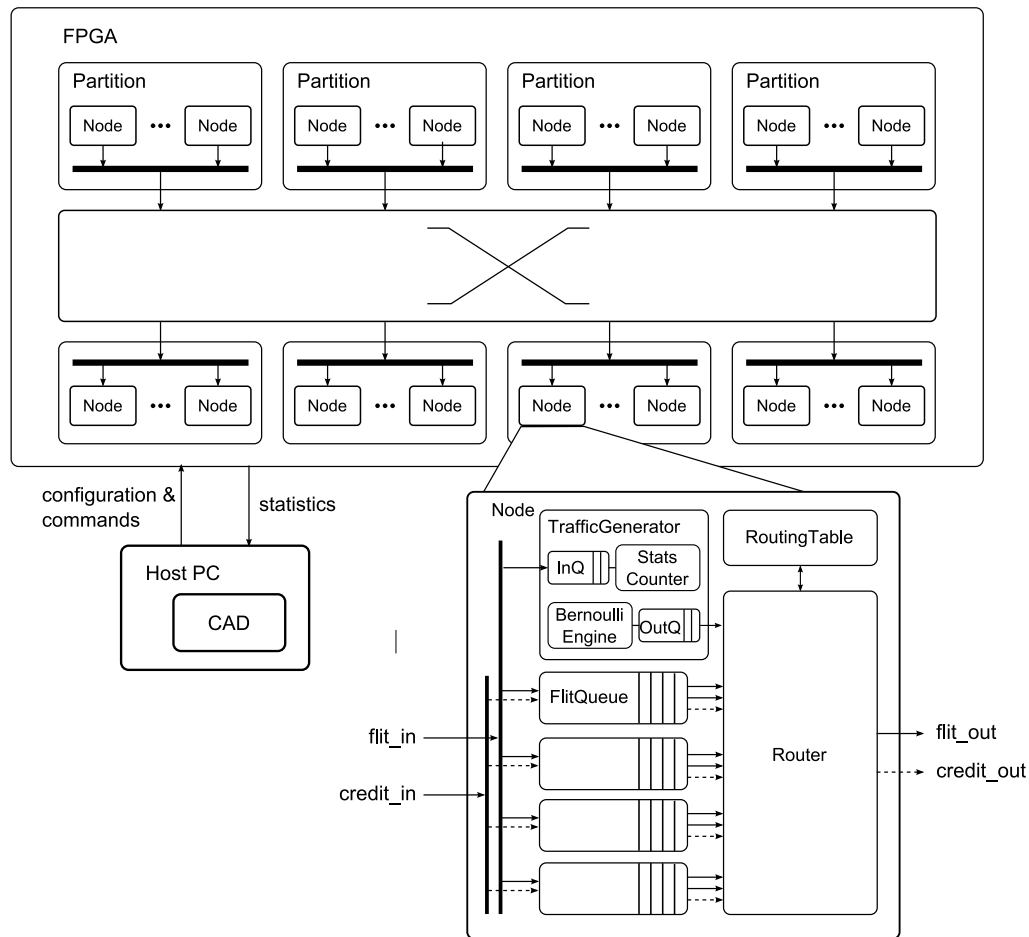 FPGA
Partition
Partition
Partition
Partition
Node ••• Node
Node ••• Node
Node ••• Node
Node ••• Node
Node ••• Node
Node ••• Node
Node ••• Node
Node ••• Node
configuration &
commands
statistics
Host PC
CAD
Node
TrafficGenerator
InQ
Stats
Counter
Bernoulli
Engine
OutQ
RoutingTable
FlitQueue
Router
flit_in
credit_in
flit_out
credit_out